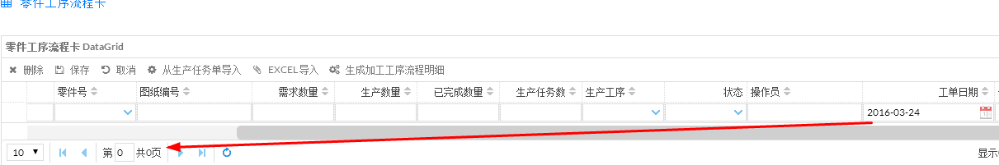 零件工序流程卡
零件工序流程卡 DataGrid
删除 保存 取消 从生产任务单导入 EXCEL导入 生成加工工序流程明细
零件号 图纸编号 需求数量 生产数量 已完成数量 生产任务数 生产工序 状态 操作员 工单日期
2016-03-24
10 第 0 共0页 显示